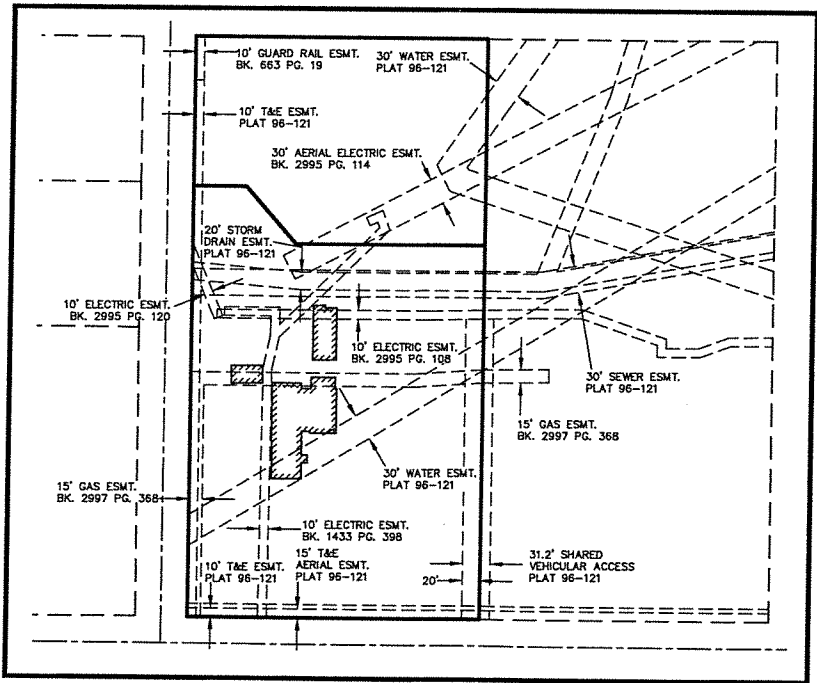 10' GUARD RAIL ESMT.
BK. 663 PG. 19
30' WATER ESMT.
PLAT 96-121
10' T&E ESMT.
PLAT 96-121
30' AERIAL ELECTRIC ESMT.
BK. 2995 PG. 114
20' STORM
DRAIN ESMT.
PLAT 96-121
10' ELECTRIC ESMT.
BK. 2995 PG. 120
10' ELECTRIC ESMT.
BK. 2995 PG. 108
30' SEWER ESMT.
PLAT 96-121
15' GAS ESMT.
BK. 2997 PG. 368
30' WATER ESMT.
PLAT 96-121
15' GAS ESMT.
BK. 2997 PG. 368
10' ELECTRIC ESMT.
BK. 1433 PG. 398
10' T&E ESMT.
PLAT 96-121
15' T&E
AERIAL ESMT.
PLAT 96-121
20'
31.2' SHARED
VEHICULAR ACCESS
PLAT 96-121